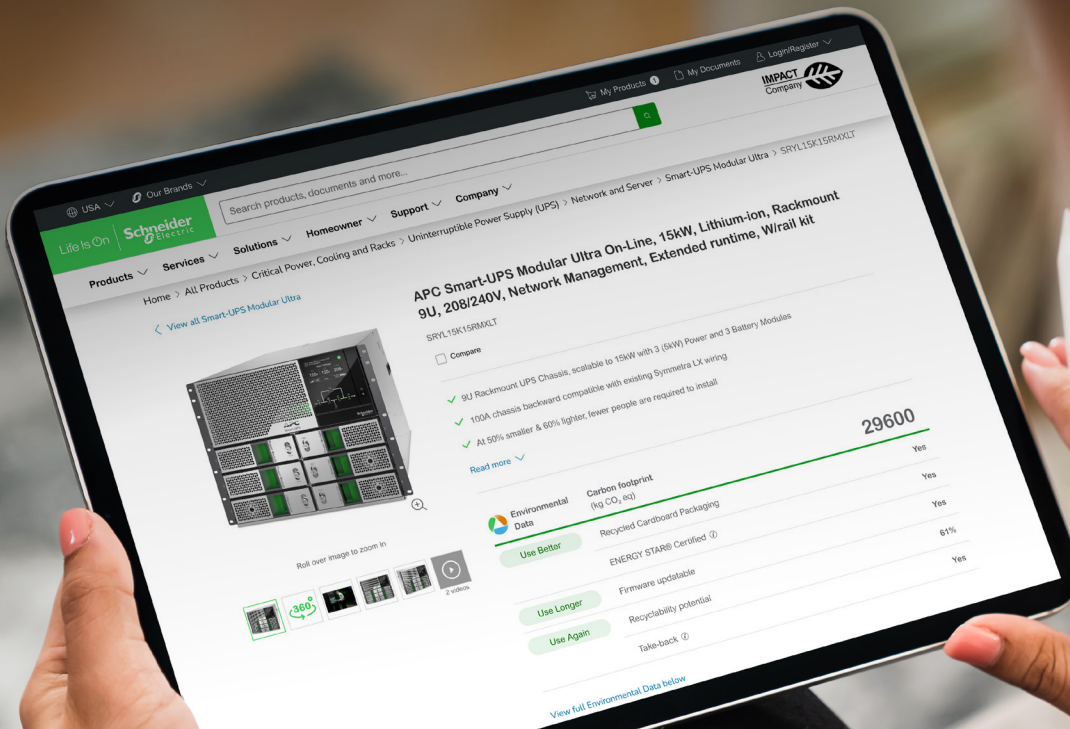 USA
Our Brands
My Products 1
My Documents
Login/Register
Life Is On
Schneider
Electric
Search products, documents and more...
IMPACT
Company
Products
Services
Solutions
Homeowner
Support
Company
Home > All Products > Critical Power, Cooling and Racks > Uninterruptible Power Supply (UPS) > Network and Server > Smart-UPS Modular Ultra > SRYL15K15RMXLT
View all Smart-UPS Modular Ultra
APC Smart-UPS Modular Ultra On-Line, 15kW, Lithium-ion, Rackmount
9U, 208/240V, Network Management, Extended runtime, W/rail kit
SRYL15K15RMXLT
Compare
9U Rackmount UPS Chassis, scalable to 15kW with 3 (5kW) Power and 3 Battery Modules
100A chassis backward compatible with existing Symmetra LX wiring
At 50% smaller & 60% lighter, fewer people are required to install
Read more
APC
Roll over image to zoom in
360°
2 videos
Environmental
Data
Carbon footprint
(kg CO₂ eq)
29600
Use Better
Recycled Cardboard Packaging
Yes
ENERGY STAR® Certified
Yes
Use Longer
Firmware updatable
Yes
Use Again
Recyclability potential
61%
Take-back
Yes
View full Environmental Data below